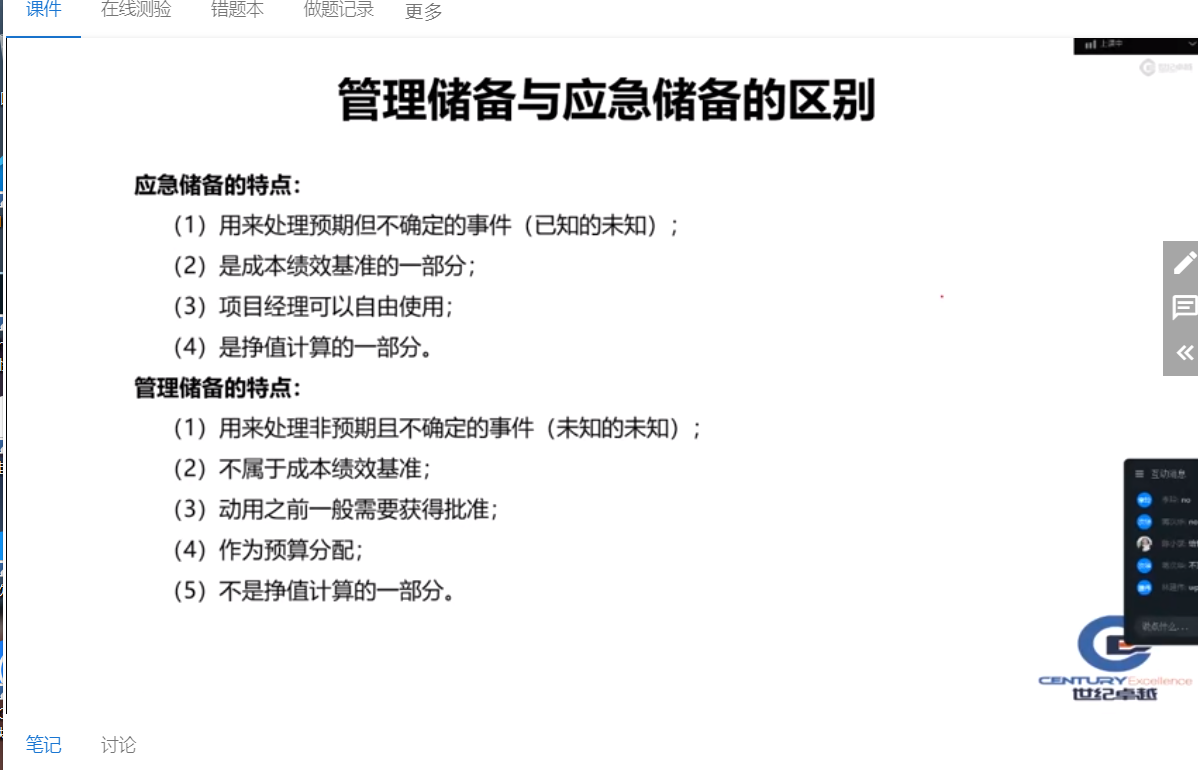 课件 在线测验 错题本 做题记录 更多
上课中
管理储备与应急储备的区别
应急储备的特点：
（1）用来处理预期但不确定的事件（已知的未知）；
（2）是成本绩效基准的一部分；
（3）项目经理可以自由使用；
（4）是挣值计算的一部分。
管理储备的特点：
（1）用来处理非预期且不确定的事件（未知的未知）；
（2）不属于成本绩效基准；
（3）动用之前一般需要获得批准；
（4）作为预算分配；
（5）不是挣值计算的一部分。
互动消息
no
no
说点什么...
CENTURY Excellence
世纪卓越
笔记 讨论